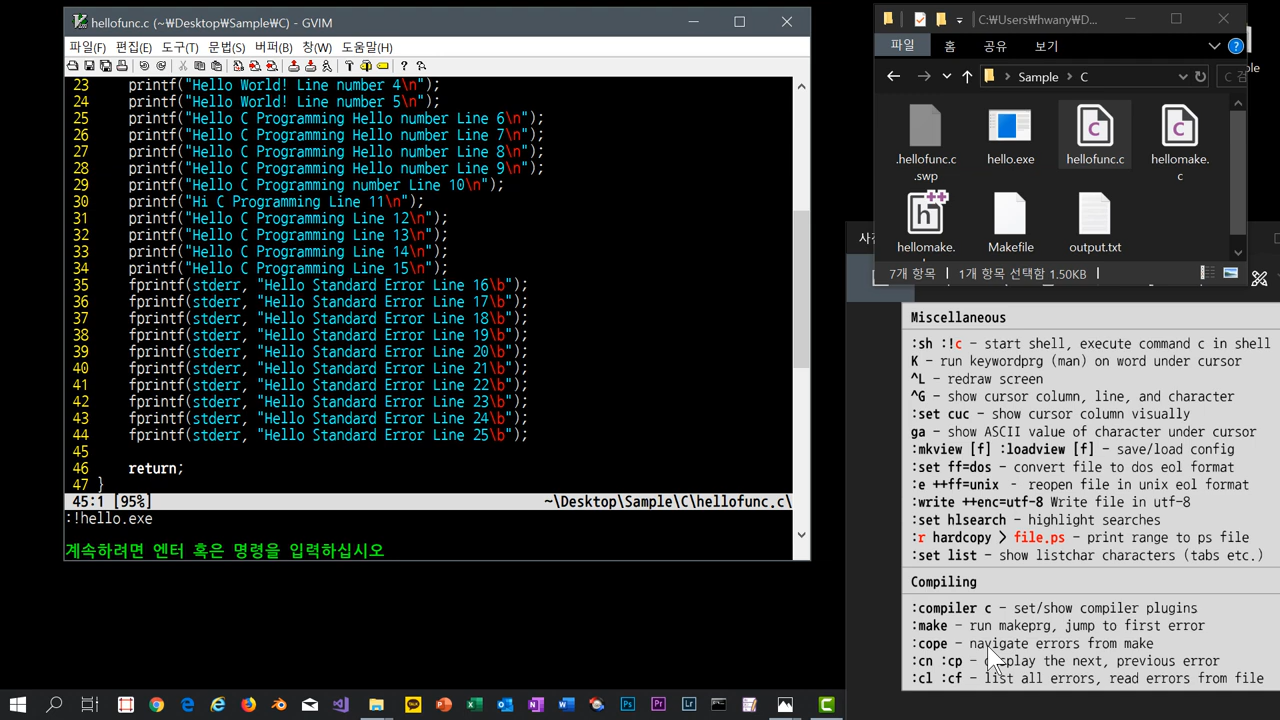 hellofunc.c (~₩Desktop₩Sample₩C) - GVIM
파일(F) 편집(E) 도구(T) 문법(S) 버퍼(B) 창(W) 도움말(H)
23 printf("Hello World! Line number 4\n");
24 printf("Hello World! Line number 5\n");
25 printf("Hello C Programming Hello number Line 6\n");
26 printf("Hello C Programming Hello number Line 7\n");
27 printf("Hello C Programming Hello number Line 8\n");
28 printf("Hello C Programming Hello number Line 9\n");
29 printf("Hello C Programming number Line 10\n");
30 printf("Hi C Programming Line 11\n");
31 printf("Hello C Programming Line 12\n");
32 printf("Hello C Programming Line 13\n");
33 printf("Hello C Programming Line 14\n");
34 printf("Hello C Programming Line 15\n");
35 fprintf(stderr, "Hello Standard Error Line 16\b");
36 fprintf(stderr, "Hello Standard Error Line 17\b");
37 fprintf(stderr, "Hello Standard Error Line 18\b");
38 fprintf(stderr, "Hello Standard Error Line 19\b");
39 fprintf(stderr, "Hello Standard Error Line 20\b");
40 fprintf(stderr, "Hello Standard Error Line 21\b");
41 fprintf(stderr, "Hello Standard Error Line 22\b");
42 fprintf(stderr, "Hello Standard Error Line 23\b");
43 fprintf(stderr, "Hello Standard Error Line 24\b");
44 fprintf(stderr, "Hello Standard Error Line 25\b");
45
46 return;
47 }
45:1 [95%] ~\Desktop\Sample\C\hellofunc.c\
:!hello.exe
계속하려면 엔터 혹은 명령을 입력하십시오
C:₩Users₩hwany₩D...
파일 홈 공유 보기
Sample C
.hellofunc.c
.swp
hello.exe
hellofunc.c
hellomake.
c
hellomake.
Makefile
output.txt
7개 항목 1개 항목 선택함 1.50KB
Miscellaneous
:sh :!c - start shell, execute command c in shell
K - run keywordprg (man) on word under cursor
^L - redraw screen
^G - show cursor column, line, and character
:set cuc - show cursor column visually
ga - show ASCII value of character under cursor
:mkview [f] :loadview [f] - save/load config
:set ff=dos - convert file to dos eol format
:e ++ff=unix - reopen file in unix eol format
:write ++enc=utf-8 Write file in utf-8
:set hlsearch - highlight searches
:r hardcopy > file.ps - print range to ps file
:set list - show listchar characters (tabs etc.)
Compiling
:compiler c - set/show compiler plugins
:make - run makeprg, jump to first error
:cope - navigate errors from make
:cn :cp - display the next, previous error
:cl :cf - list all errors, read errors from file